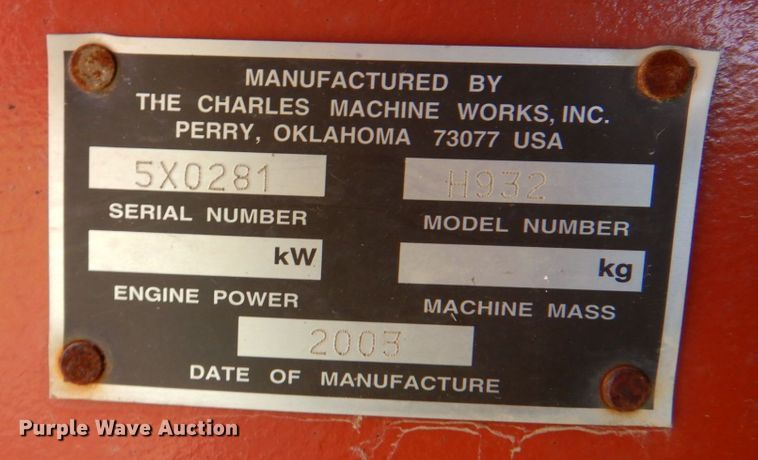 MANUFACTURED BY
THE CHARLES MACHINE WORKS, INC.
PERRY, OKLAHOMA 73077 USA
5X0281 H932
SERIAL NUMBER MODEL NUMBER
kW kg
ENGINE POWER MACHINE MASS
2003
DATE OF MANUFACTURE
Purple Wave Auction